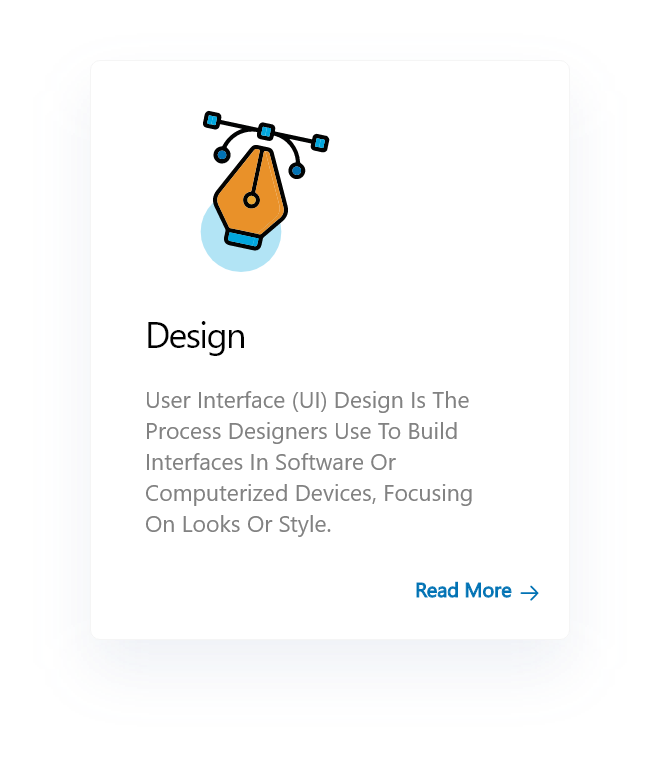 Design
User Interface (UI) Design Is The
Process Designers Use To Build
Interfaces In Software Or
Computerized Devices, Focusing
On Looks Or Style.
Read More →